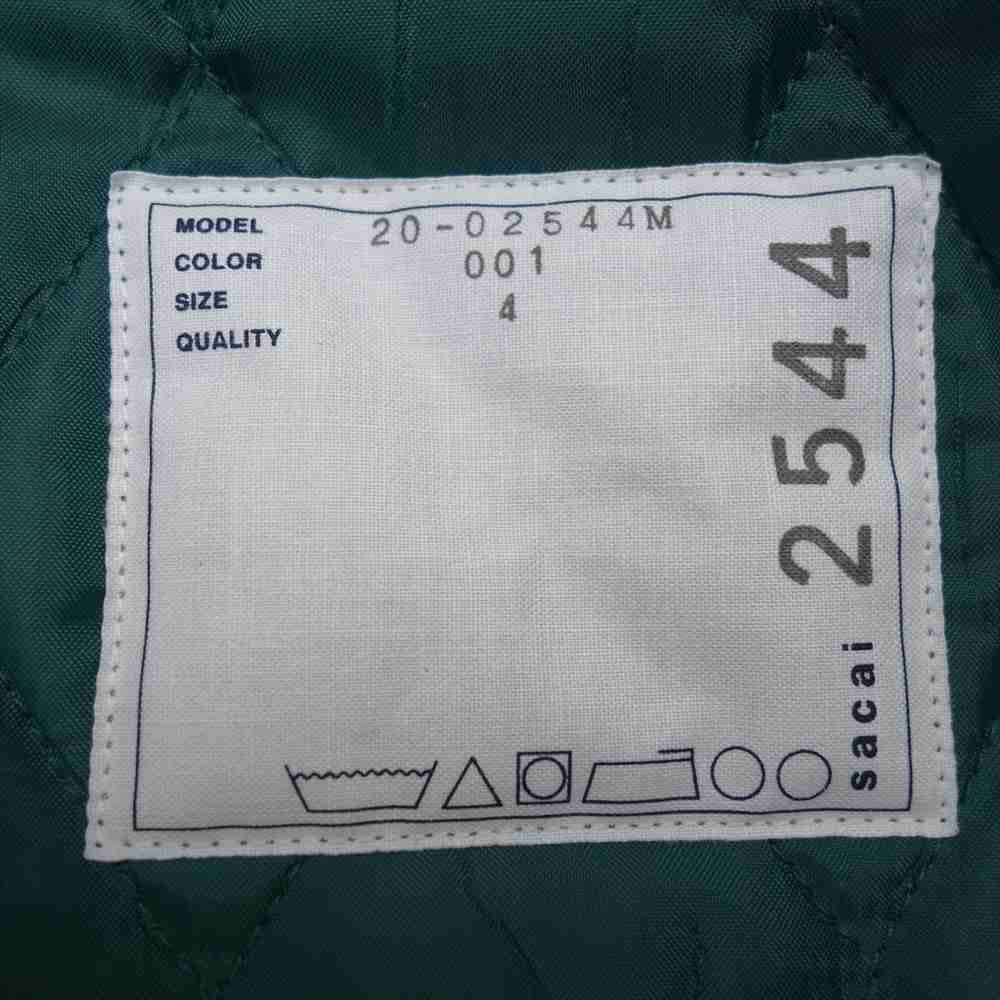 MODEL 20-02544M
COLOR 001
SIZE 4
QUALITY
2544
sacai